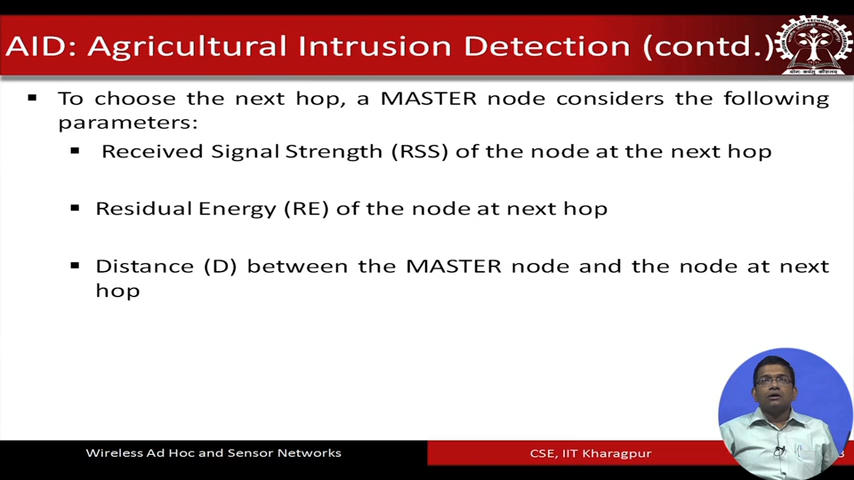 AID: Agricultural Intrusion Detection (contd.)
▪ To choose the next hop, a MASTER node considers the following
parameters:
▪ Received Signal Strength (RSS) of the node at the next hop
▪ Residual Energy (RE) of the node at next hop
▪ Distance (D) between the MASTER node and the node at next
hop
Wireless Ad Hoc and Sensor Networks
CSE, IIT Kharagpur